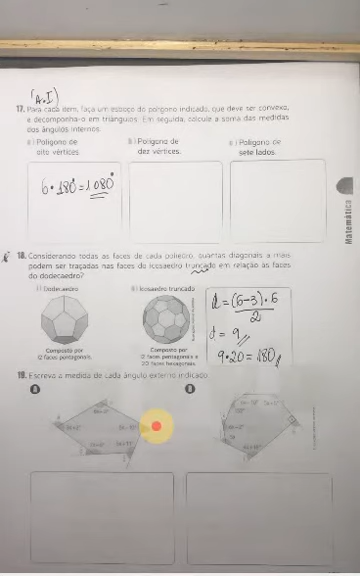 (A.I)
17. Para cada item, faça um esboço do polígono indicado, que deve ser convexo,
e decomponha-o em triângulos. Em seguida, calcule a soma das medidas
dos ângulos internos.
a) Polígono de
oito vértices.
b) Polígono de
dez vértices.
c) Polígono de
sete lados.
6·180°=1.080°
Matemática
18. Considerando todas as faces de cada poliedro, quantas diagonais a mais
podem ser traçadas nas faces do icosaedro truncado em relação às faces
do dodecaedro?
I) Dodecaedro
II) Icosaedro truncado
Composto por
12 faces pentagonais.
Composto por
12 faces pentagonais e
20 faces hexagonais.
d = (6-3)·6
2
d = 9
9·20=180
19. Escreva a medida de cada ângulo externo indicado.
A
B